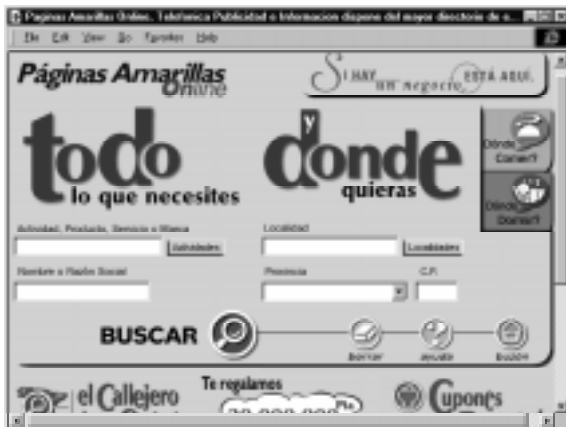 Paginas Amarillas Online. Telefonica Publicidad e Informacion dispone del mayor directorio de e...
File Edit View Go Favorites Help
Páginas Amarillas
Online
SI HAY un negocio, ESTÁ AQUÍ.
todo
lo que necesites
y
donde
quieras
Dónde
Comer?
Dónde
Dormir?
Actividad, Producto, Servicio o Marca
Actividades
Localidad
Localidades
Nombre o Razón Social
Provincia
C.P.
BUSCAR
borrar
ayuda
buzón
el Callejero
Te regalamos
Pta
Cupones